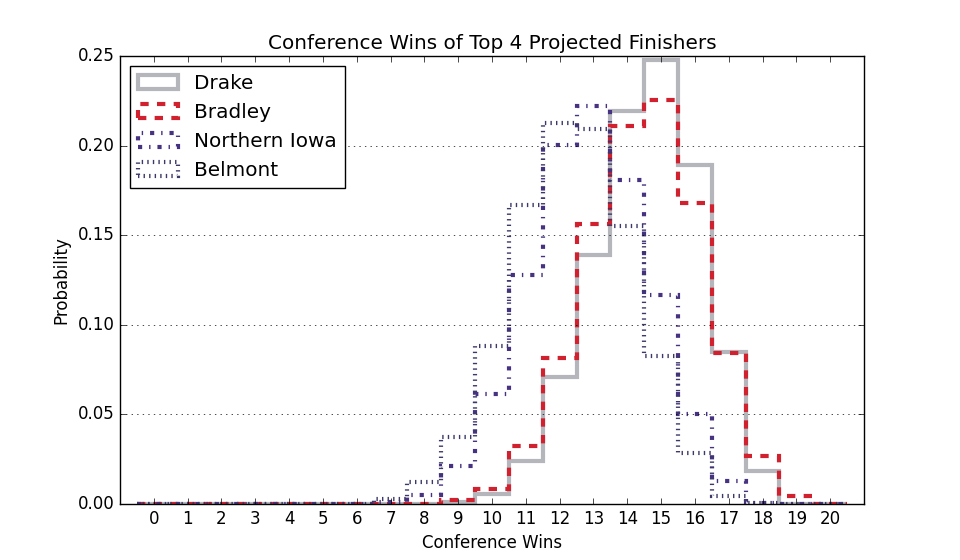 Conference Wins of Top 4 Projected Finishers
0.25
0.20
0.15
0.10
0.05
0.00
Probability
Drake
Bradley
Northern Iowa
Belmont
0 1 2 3 4 5 6 7 8 9 10 11 12 13 14 15 16 17 18 19 20
Conference Wins